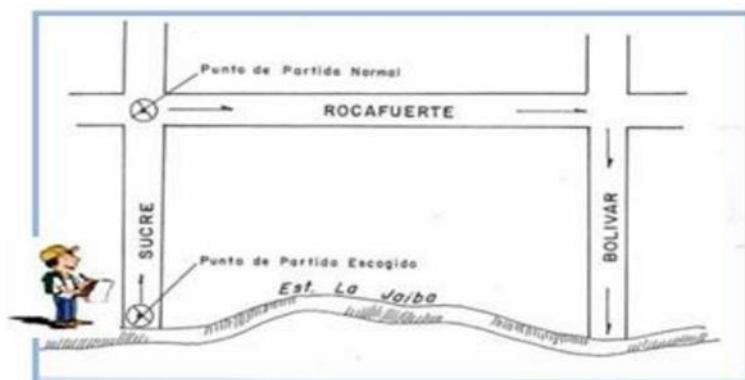 Punto de Partida Normal
ROCAFUERTE
SUCRE
BOLIVAR
Punto de Partida Escogido
Est. La Jaiba